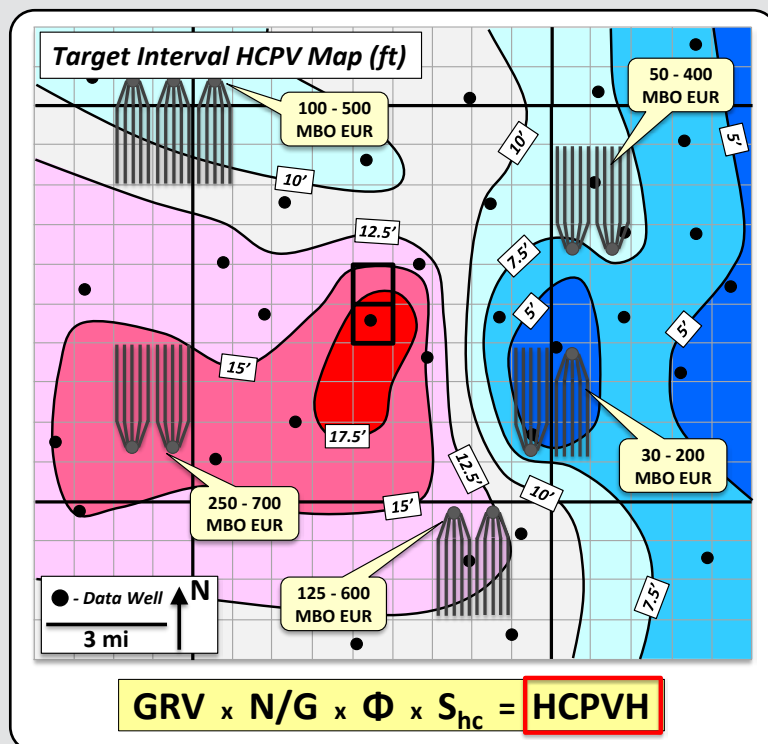 Target Interval HCPV Map (ft)
50 - 400
MBO EUR
100 - 500
MBO EUR
10'
5'
10'
12.5'
7.5'
5'
5'
15'
17.5'
30 - 200
MBO EUR
12.5'
10'
250 - 700
MBO EUR
15'
125 - 600
MBO EUR
7.5'
- Data Well
N
3 mi
GRV x N/G x Φ x Shc = HCPVH